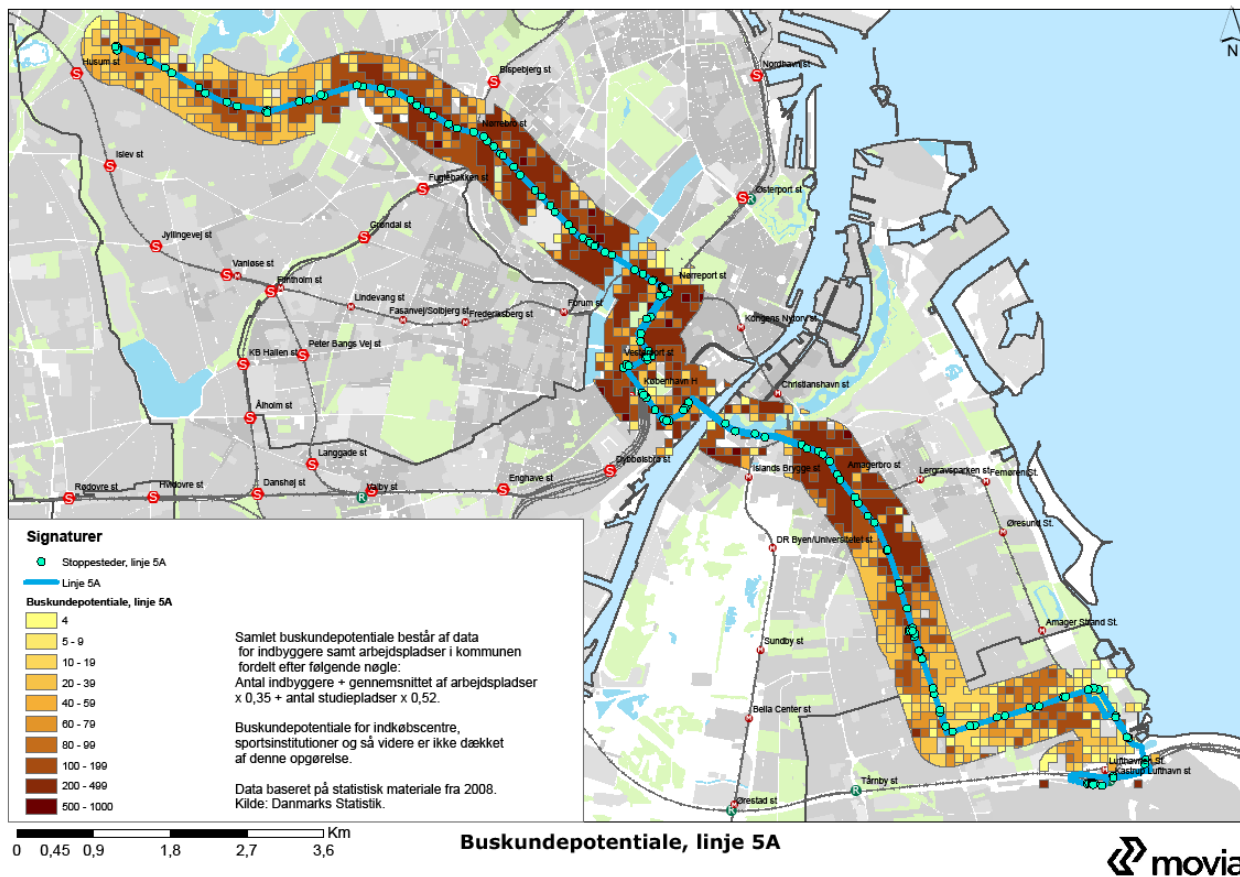 N
Husum st
Bispebjerg st
Nordhavn st
Nørrebro st
Islev st
Fuglebakken st
Østerport st
R
Grøndal st
Jyllingevej st
Vanløse st
Flintholm st
Nørreport st
Lindevang st
Forum st
Fasanvej/Solbjerg st
Frederiksberg st
Kongens Nytorv st
Peter Bangs Vej st
KB Hallen st
Vesterport st
København H
Christianshavn st
Ålholm st
Langgade st
Dybbølsbro st
Islands Brygge st
Amagerbro st
Lergravsparken st
Femøren St.
Enghave st
Valby st
Danshøj st
Hvidovre st
Rødovre st
Øresund St.
DR Byen/Universitetet st
Amager Strand St.
Sundby st
Bella Center st
Lufthavnen St.
Kastrup Lufthavn st
Tårnby st
Ørestad st
Signaturer
Stoppesteder, linje 5A
Linje 5A
Buskundepotentiale, linje 5A
4
5 - 9
10 - 19
20 - 39
40 - 59
60 - 79
80 - 99
100 - 199
200 - 499
500 - 1000
Samlet buskundepotentiale består af data
for indbyggere samt arbejdspladser i kommunen
fordelt efter følgende nøgle:
Antal indbyggere + gennemsnittet af arbejdspladser
x 0,35 + antal studiepladser x 0,52.
Buskundepotentiale for indkøbscentre,
sportsinstitutioner og så videre er ikke dækket
af denne opgørelse.
Data baseret på statistisk materiale fra 2008.
Kilde: Danmarks Statistik.
Km
0 0,45 0,9 1,8 2,7 3,6
Buskundepotentiale, linje 5A
movia